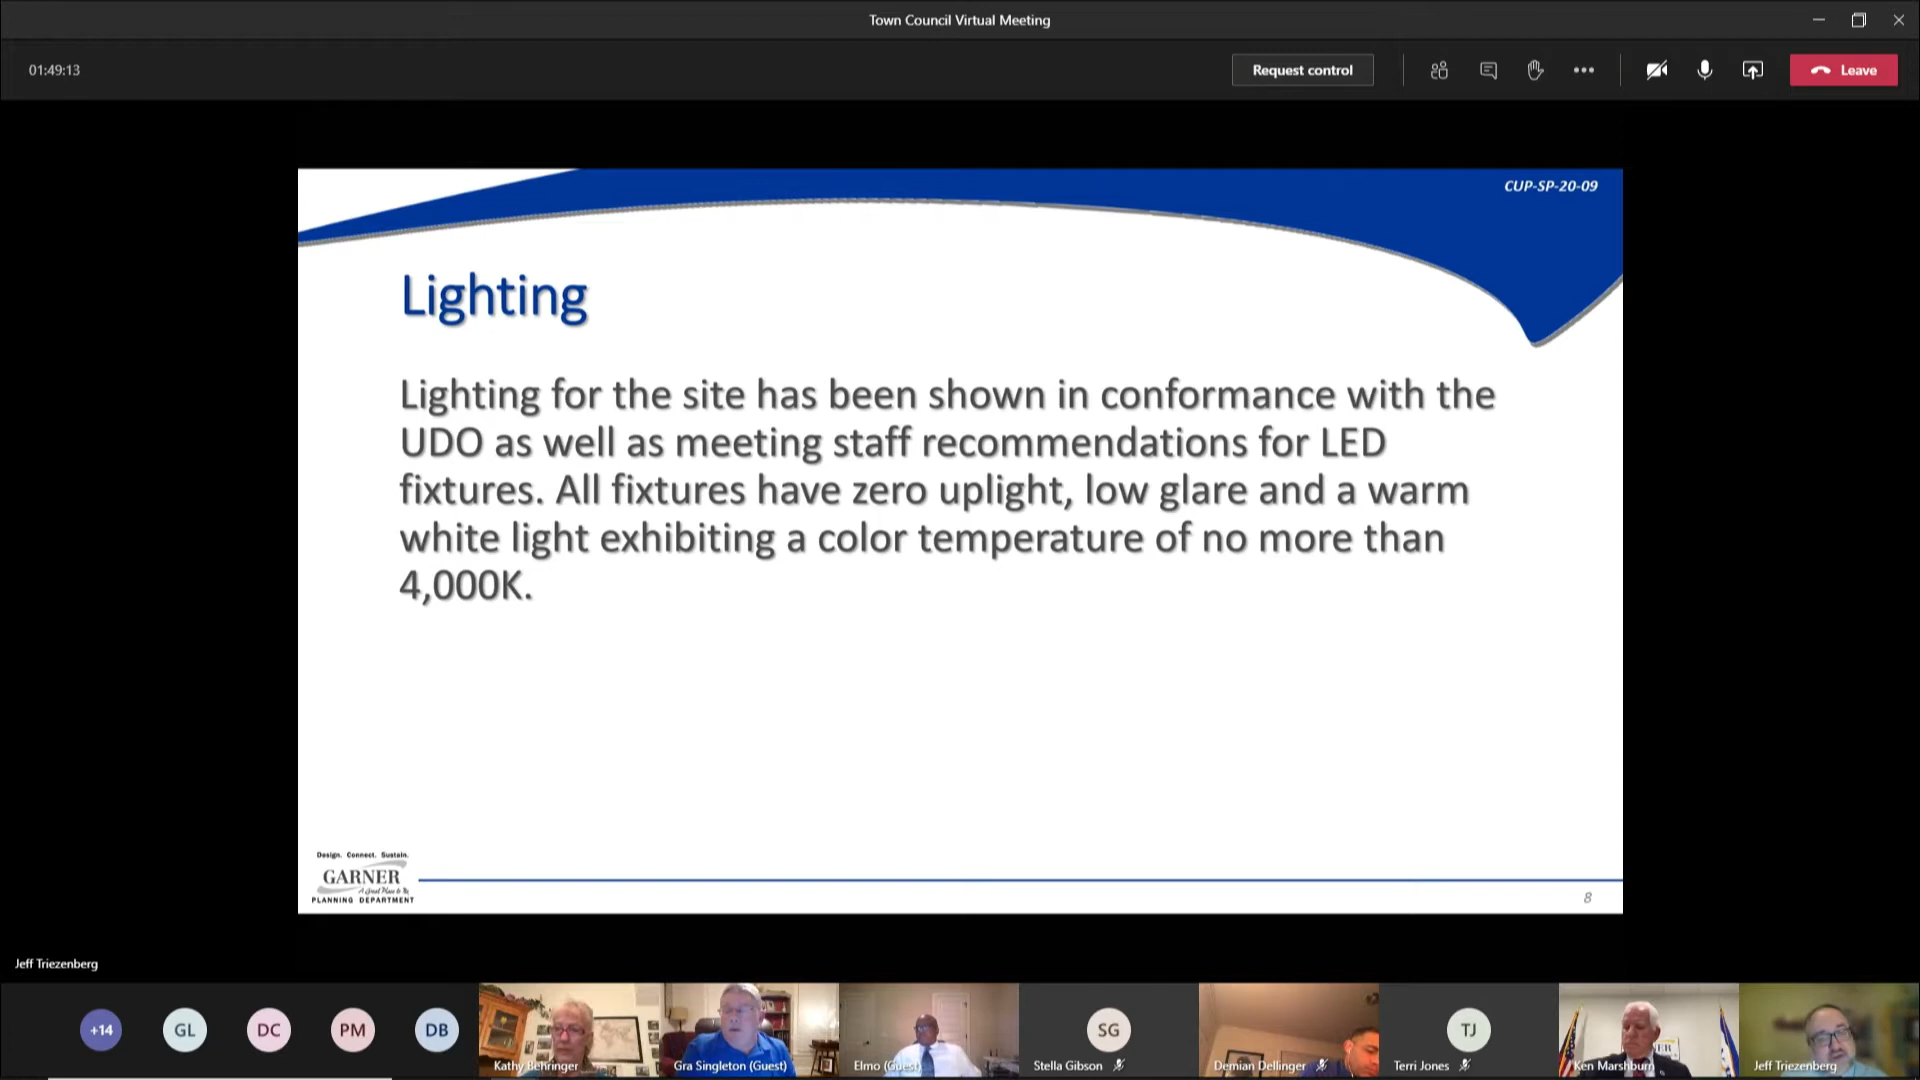 Town Council Virtual Meeting
01:49:13
Request control
Leave
CUP-SP-20-09
Lighting
Lighting for the site has been shown in conformance with the
UDO as well as meeting staff recommendations for LED
fixtures. All fixtures have zero uplight, low glare and a warm
white light exhibiting a color temperature of no more than
4,000K.
Design. Connect. Sustain.
GARNER
A Great Place to Be
PLANNING DEPARTMENT
8
Jeff Triezenberg
+14
GL
DC
PM
DB
SG
TJ
Kathy Behringer
Gra Singleton (Guest)
Elmo (Guest)
Stella Gibson
Demian Dellinger
Terri Jones
Ken Marshburn
Jeff Triezenberg